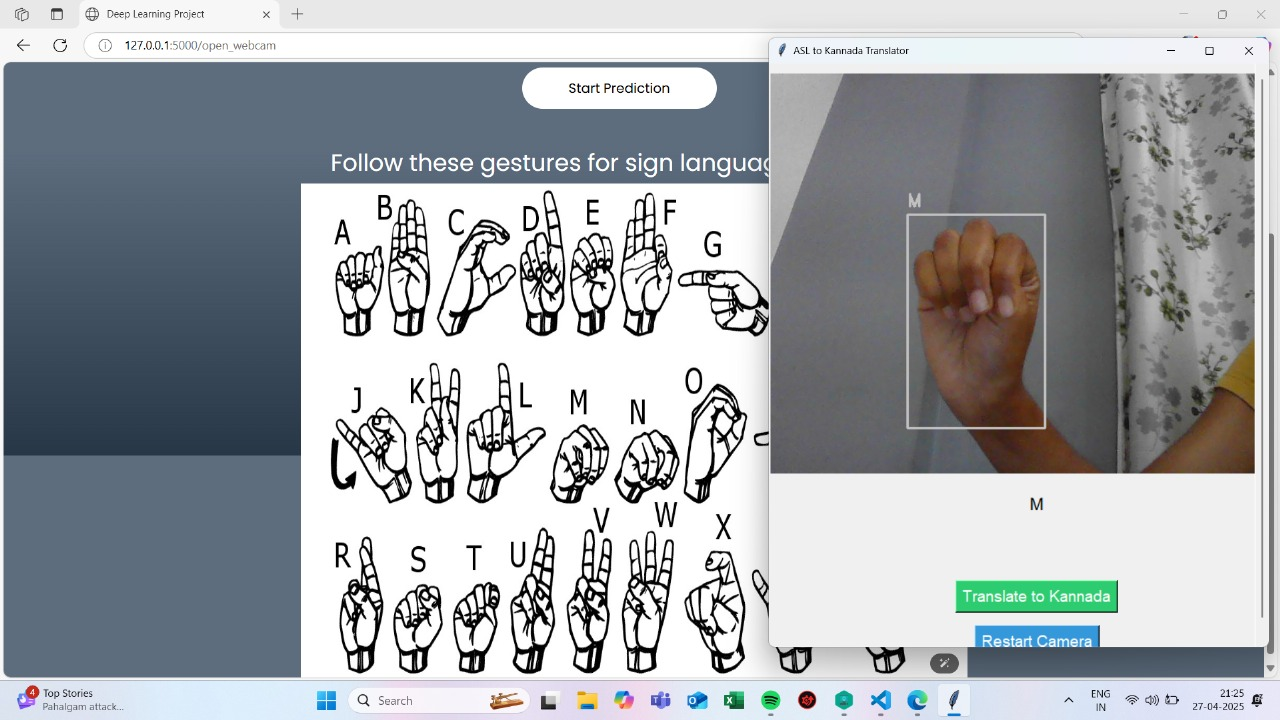 Deep Learning Project
127.0.0.1:5000/open_webcam
Start Prediction
Follow these gestures for sign languag
A B C D E F G
J K L M N O
R S T U V W X
ASL to Kannada Translator
M
M
Translate to Kannada
Restart Camera
4
Top Stories
Pahalgam attack...
Search
ENG
IN
21:25
27-04-2025